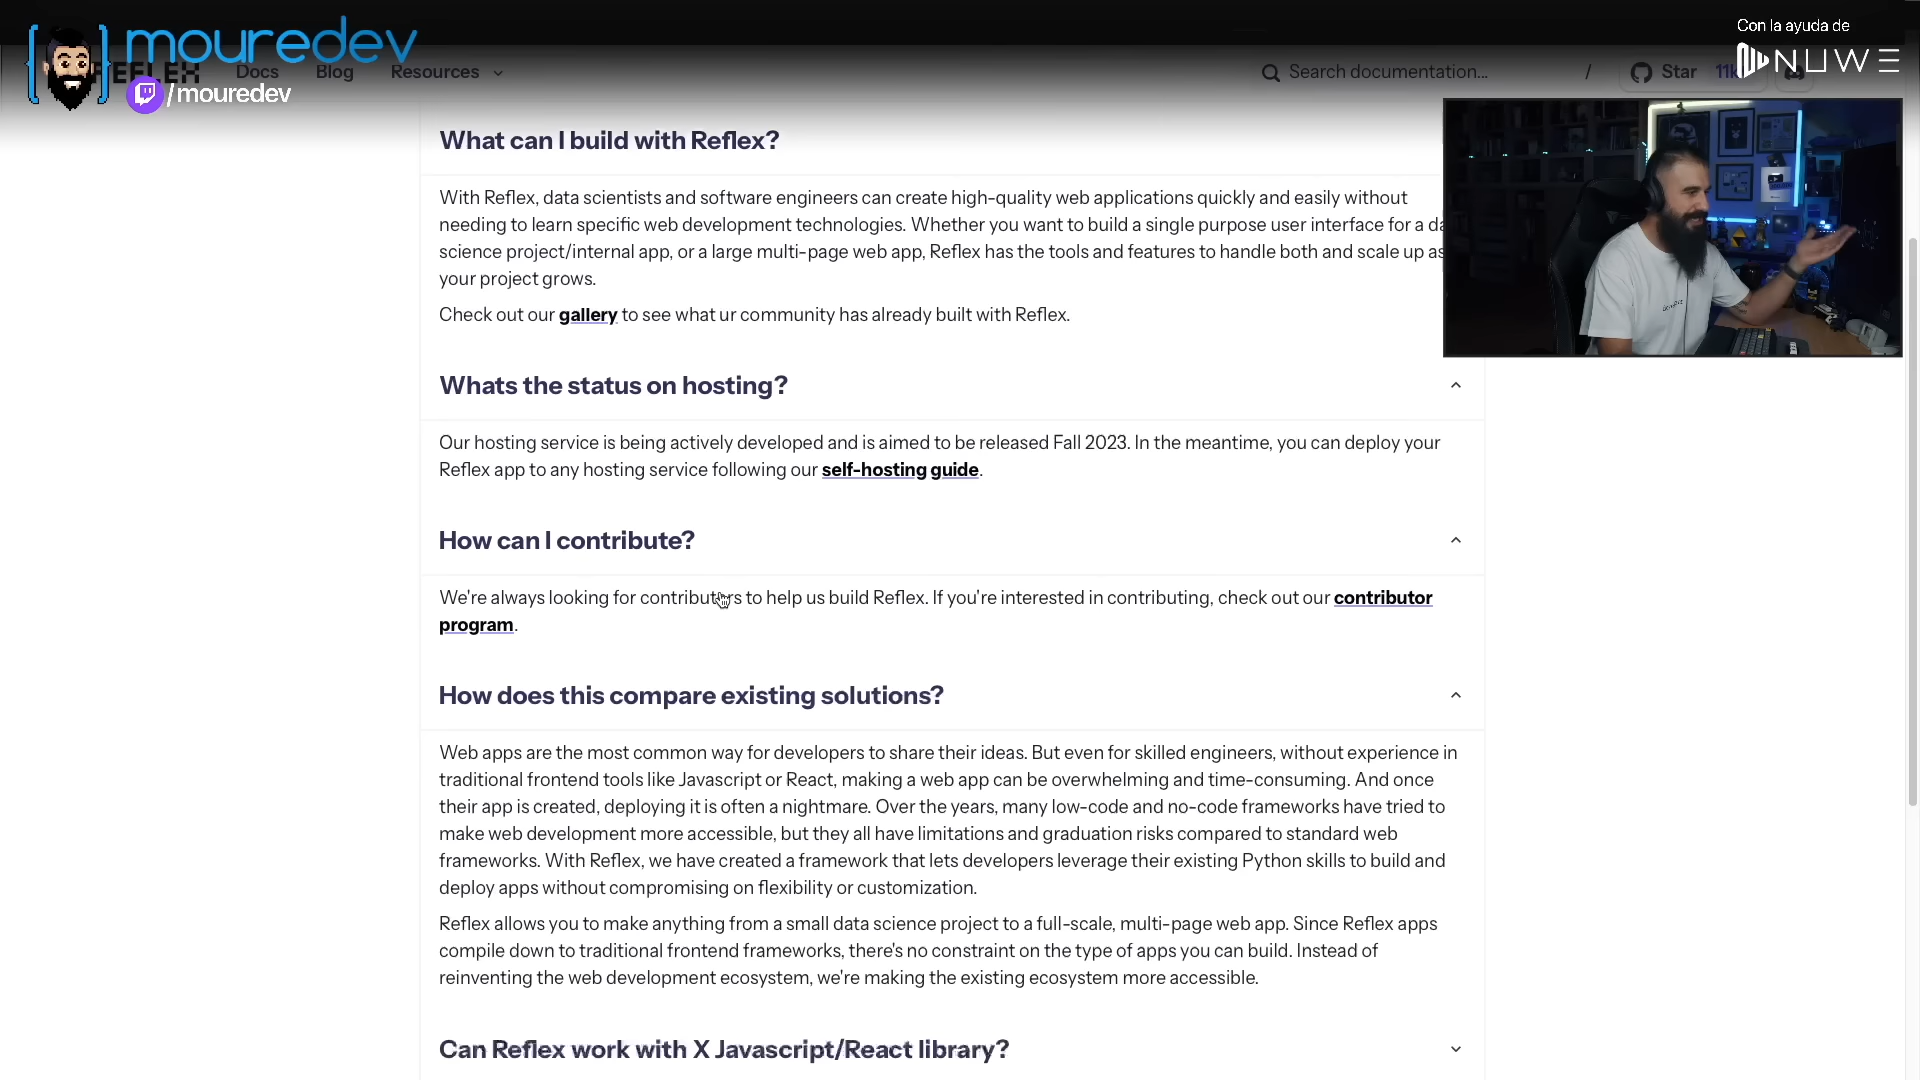 mouredev
/mouredev
Con la ayuda de
NUWE
REFLEX Docs Blog Resources
Search documentation... / Star 11k
What can I build with Reflex?
With Reflex, data scientists and software engineers can create high-quality web applications quickly and easily without
needing to learn specific web development technologies. Whether you want to build a single purpose user interface for a da
science project/internal app, or a large multi-page web app, Reflex has the tools and features to handle both and scale up as
your project grows.
Check out our gallery to see what ur community has already built with Reflex.
Whats the status on hosting?
Our hosting service is being actively developed and is aimed to be released Fall 2023. In the meantime, you can deploy your
Reflex app to any hosting service following our self-hosting guide.
How can I contribute?
We're always looking for contributors to help us build Reflex. If you're interested in contributing, check out our contributor
program.
How does this compare existing solutions?
Web apps are the most common way for developers to share their ideas. But even for skilled engineers, without experience in
traditional frontend tools like Javascript or React, making a web app can be overwhelming and time-consuming. And once
their app is created, deploying it is often a nightmare. Over the years, many low-code and no-code frameworks have tried to
make web development more accessible, but they all have limitations and graduation risks compared to standard web
frameworks. With Reflex, we have created a framework that lets developers leverage their existing Python skills to build and
deploy apps without compromising on flexibility or customization.
Reflex allows you to make anything from a small data science project to a full-scale, multi-page web app. Since Reflex apps
compile down to traditional frontend frameworks, there's no constraint on the type of apps you can build. Instead of
reinventing the web development ecosystem, we're making the existing ecosystem more accessible.
Can Reflex work with X Javascript/React library?